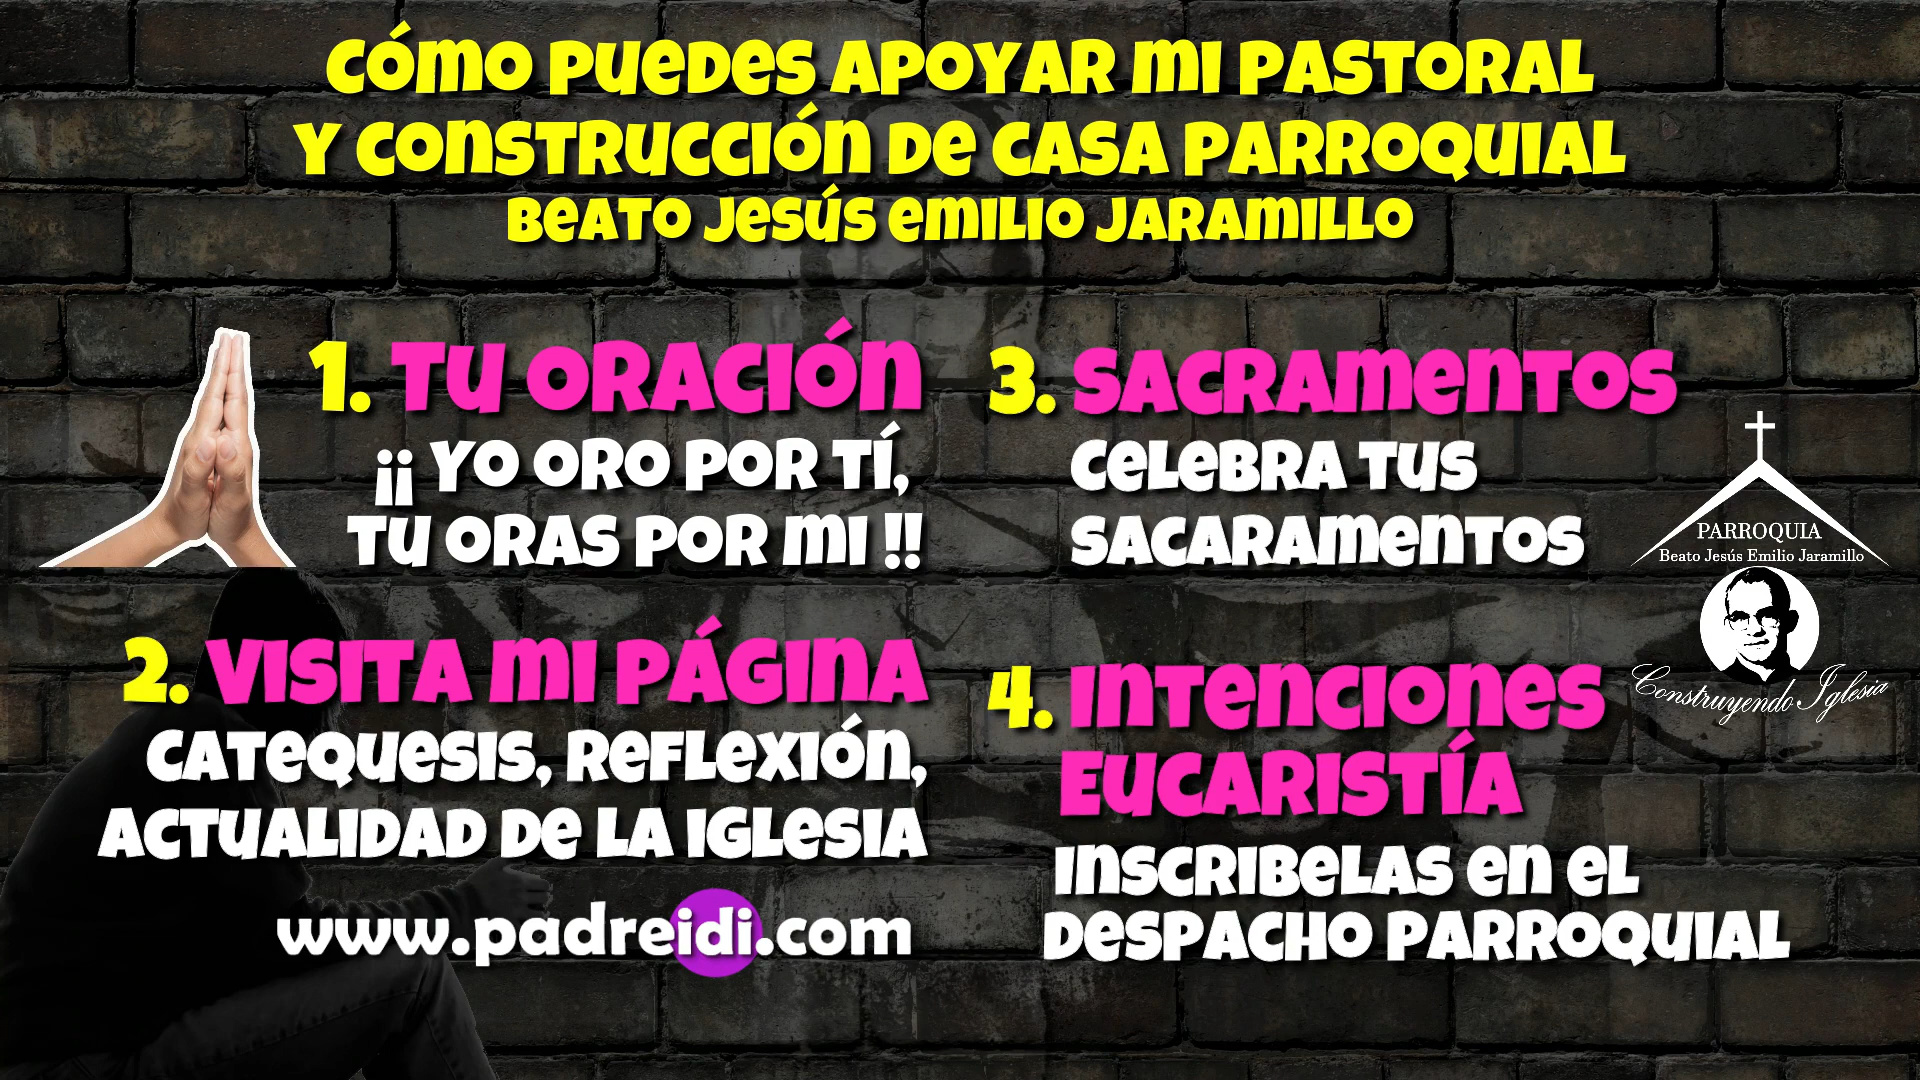 Cómo puedes apoyar mi pastoral
y construcción de casa parroquial
Beato Jesús Emilio Jaramillo
1. Tu oración
¡¡ Yo oro por tí,
tu oras por mi !!
2. Visita mi página
Catequesis, reflexión,
actualidad de la iglesia
www.padreidi.com
3. Sacramentos
Celebra tus
sacaramentos
4. Intenciones
Eucaristía
Inscribelas en el
despacho parroquial
PARROQUIA
Beato Jesús Emilio Jaramillo
Construyendo Iglesia